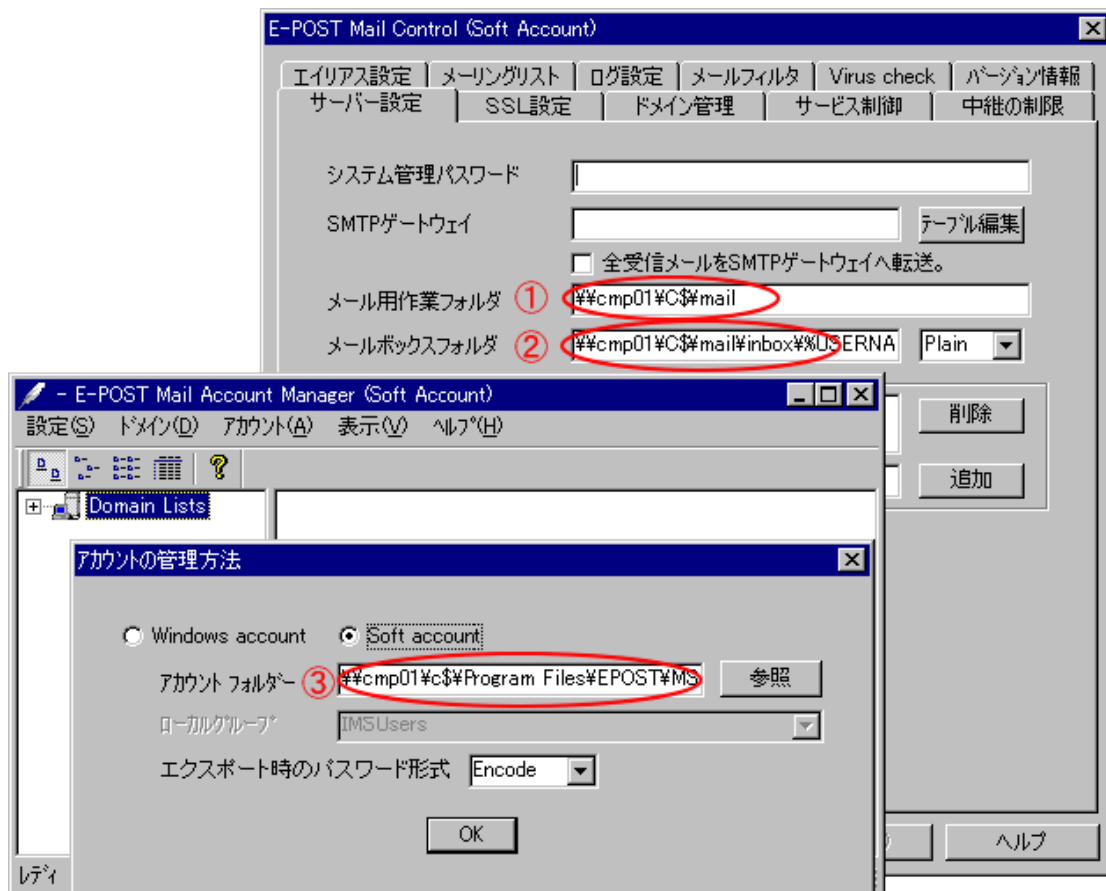 E-POST Mail Control (Soft Account)
エイリアス設定 メーリングリスト ログ設定 メールフィルタ Virus check バージョン情報
サーバー設定 SSL設定 ドメイン管理 サービス制御 中継の制限
システム管理パスワード
SMTPゲートウェイ テーブル編集
全受信メールをSMTPゲートウェイへ転送。
メール用作業フォルダ ① ¥¥cmp01¥C$¥mail
メールボックスフォルダ ② ¥¥cmp01¥C$¥mail¥inbox¥%USERNA Plain
削除
追加
ヘルプ
- E-POST Mail Account Manager (Soft Account)
設定(S) ドメイン(D) アカウント(A) 表示(V) ヘルプ(H)
Domain Lists
アカウントの管理方法
Windows account Soft account
アカウント フォルダー ③ ¥¥cmp01¥c$¥Program Files¥EPOST¥MS 参照
ローカルグループ IMSUsers
エクスポート時のパスワード形式 Encode
OK
レディ